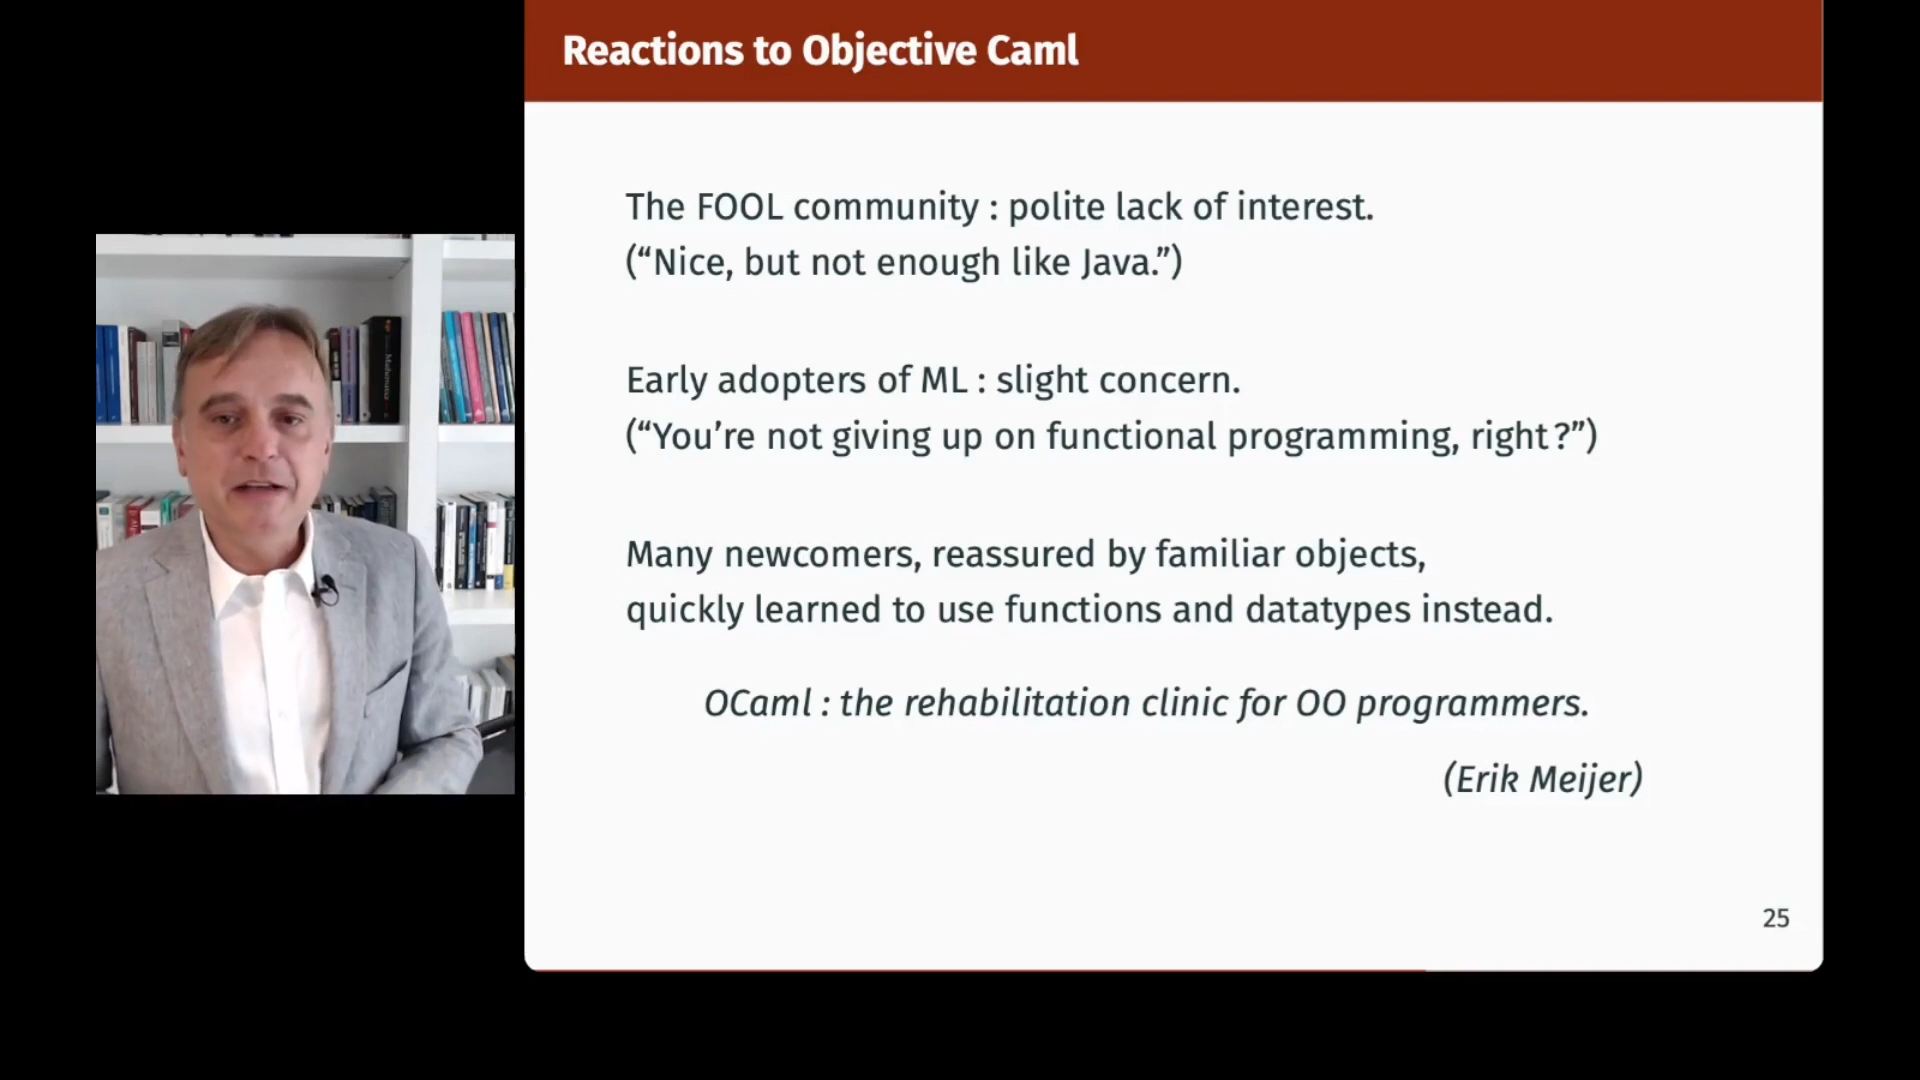 Reactions to Objective Caml
The FOOL community : polite lack of interest.
(“Nice, but not enough like Java.”)
Early adopters of ML : slight concern.
(“You’re not giving up on functional programming, right ?”)
Many newcomers, reassured by familiar objects,
quickly learned to use functions and datatypes instead.
OCaml : the rehabilitation clinic for OO programmers.
(Erik Meijer)
25